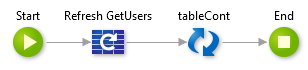 Start
Refresh GetUsers
tableCont
End